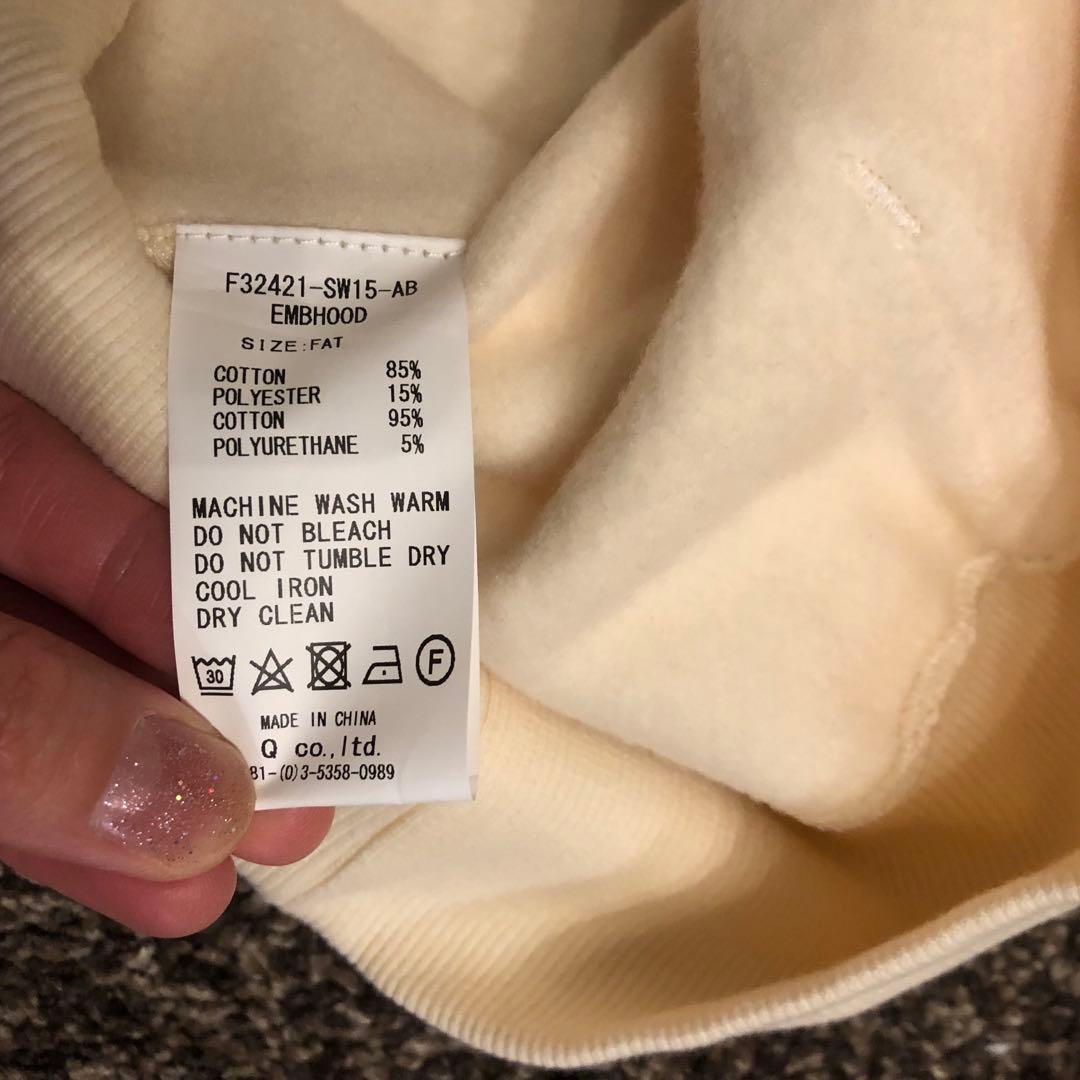 F32421-SW15-AB
EMBHOOD
SIZE:FAT
COTTON 85%
POLYESTER 15%
COTTON 95%
POLYURETHANE 5%
MACHINE WASH WARM
DO NOT BLEACH
DO NOT TUMBLE DRY
COOL IRON
DRY CLEAN
30 F
MADE IN CHINA
Q co.,ltd.
81-(0)3-5358-0989